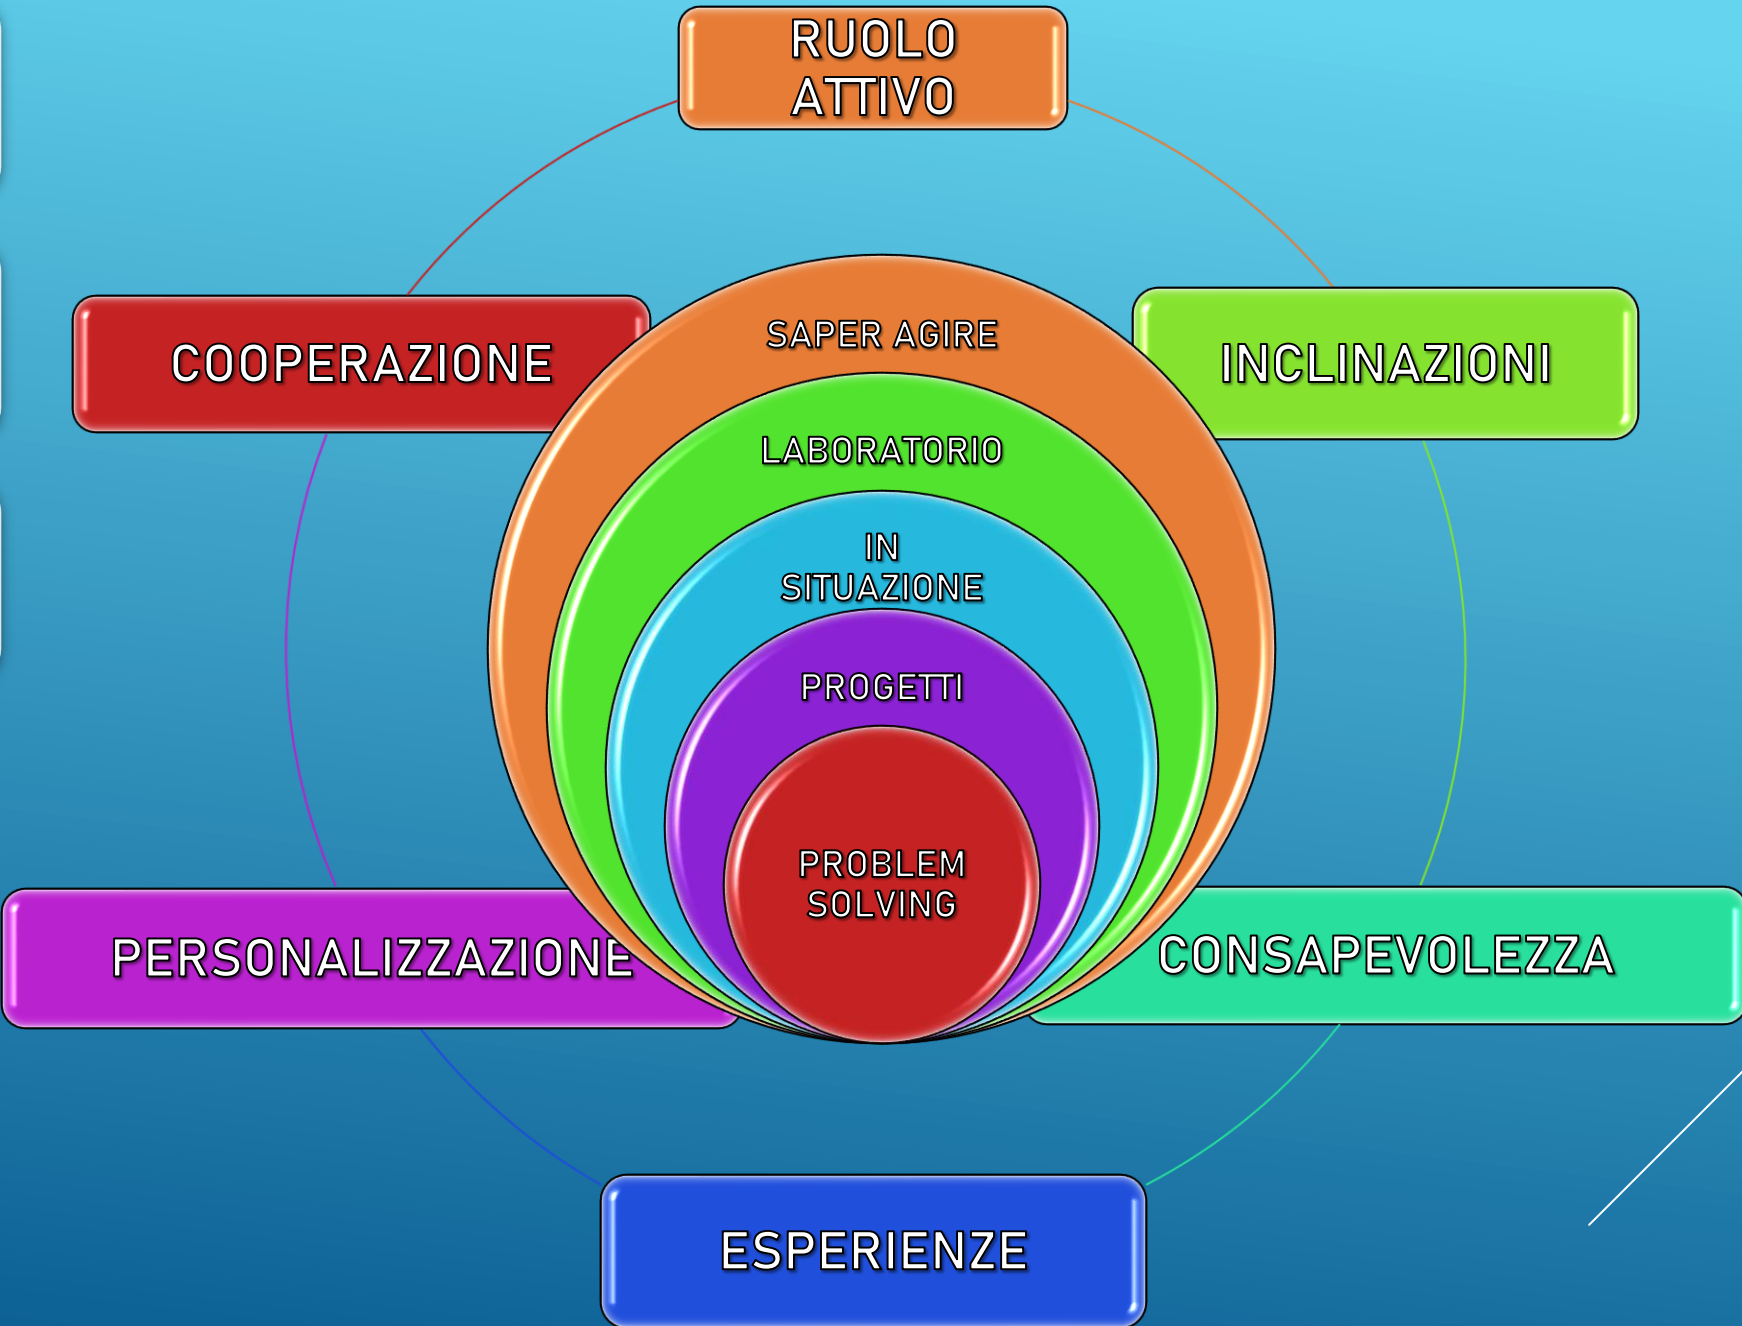 RUOLO
ATTIVO
COOPERAZIONE
INCLINAZIONI
SAPER AGIRE
LABORATORIO
IN
SITUAZIONE
PROGETTI
PROBLEM
SOLVING
PERSONALIZZAZIONE
CONSAPEVOLEZZA
ESPERIENZE